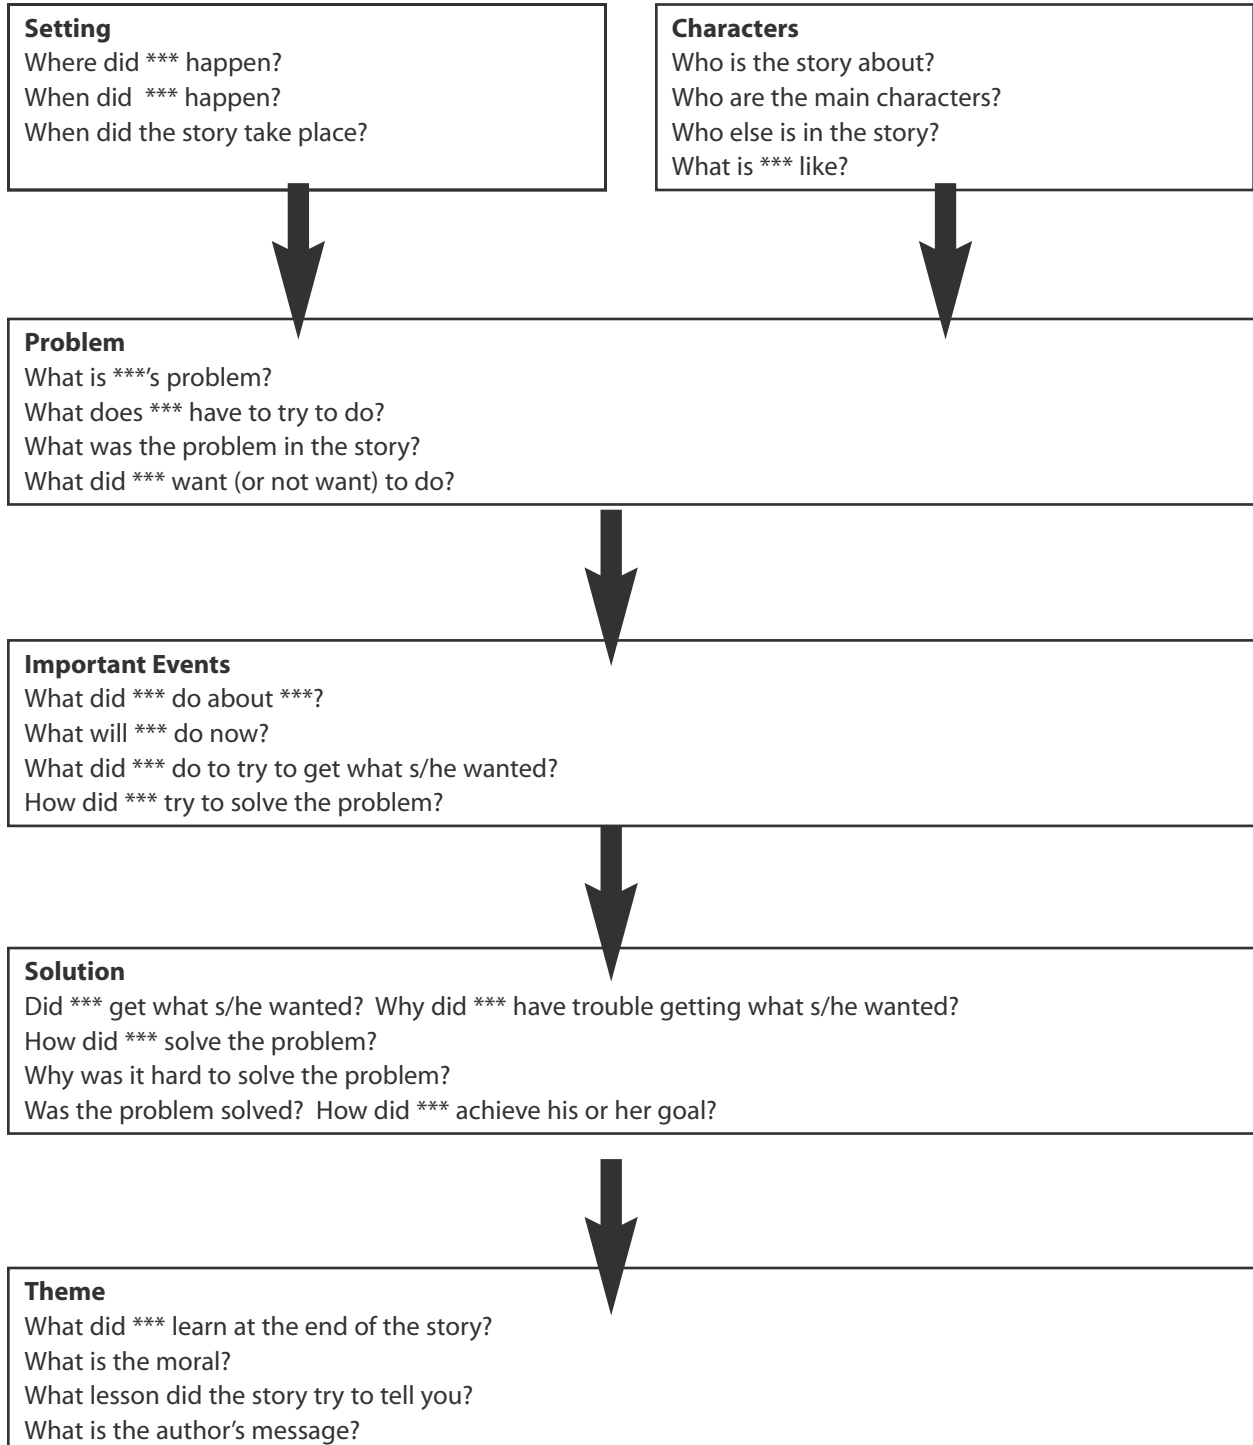 Setting
Where did *** happen?
When did  *** happen?
When did the story take place?
Characters
Who is the story about?
Who are the main characters?
Who else is in the story?
What is *** like?
Problem
What is ***’s problem?
What does *** have to try to do?
What was the problem in the story?
What did *** want (or not want) to do?
Important Events
What did *** do about ***?
What will *** do now?
What did *** do to try to get what s/he wanted?
How did *** try to solve the problem?
Solution
Did *** get what s/he wanted?  Why did *** have trouble getting what s/he wanted?
How did *** solve the problem?
Why was it hard to solve the problem?
Was the problem solved?  How did *** achieve his or her goal?
Theme
What did *** learn at the end of the story?
What is the moral?
What lesson did the story try to tell you?
What is the author’s message?